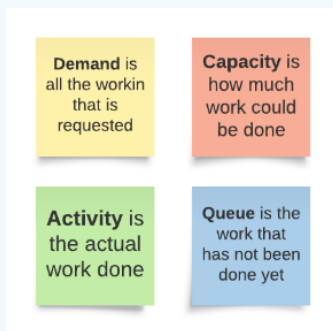 Demand is
all the workin
that is
requested
Capacity is
how much
work could
be done
Activity is
the actual
work done
Queue is the
work that
has not been
done yet